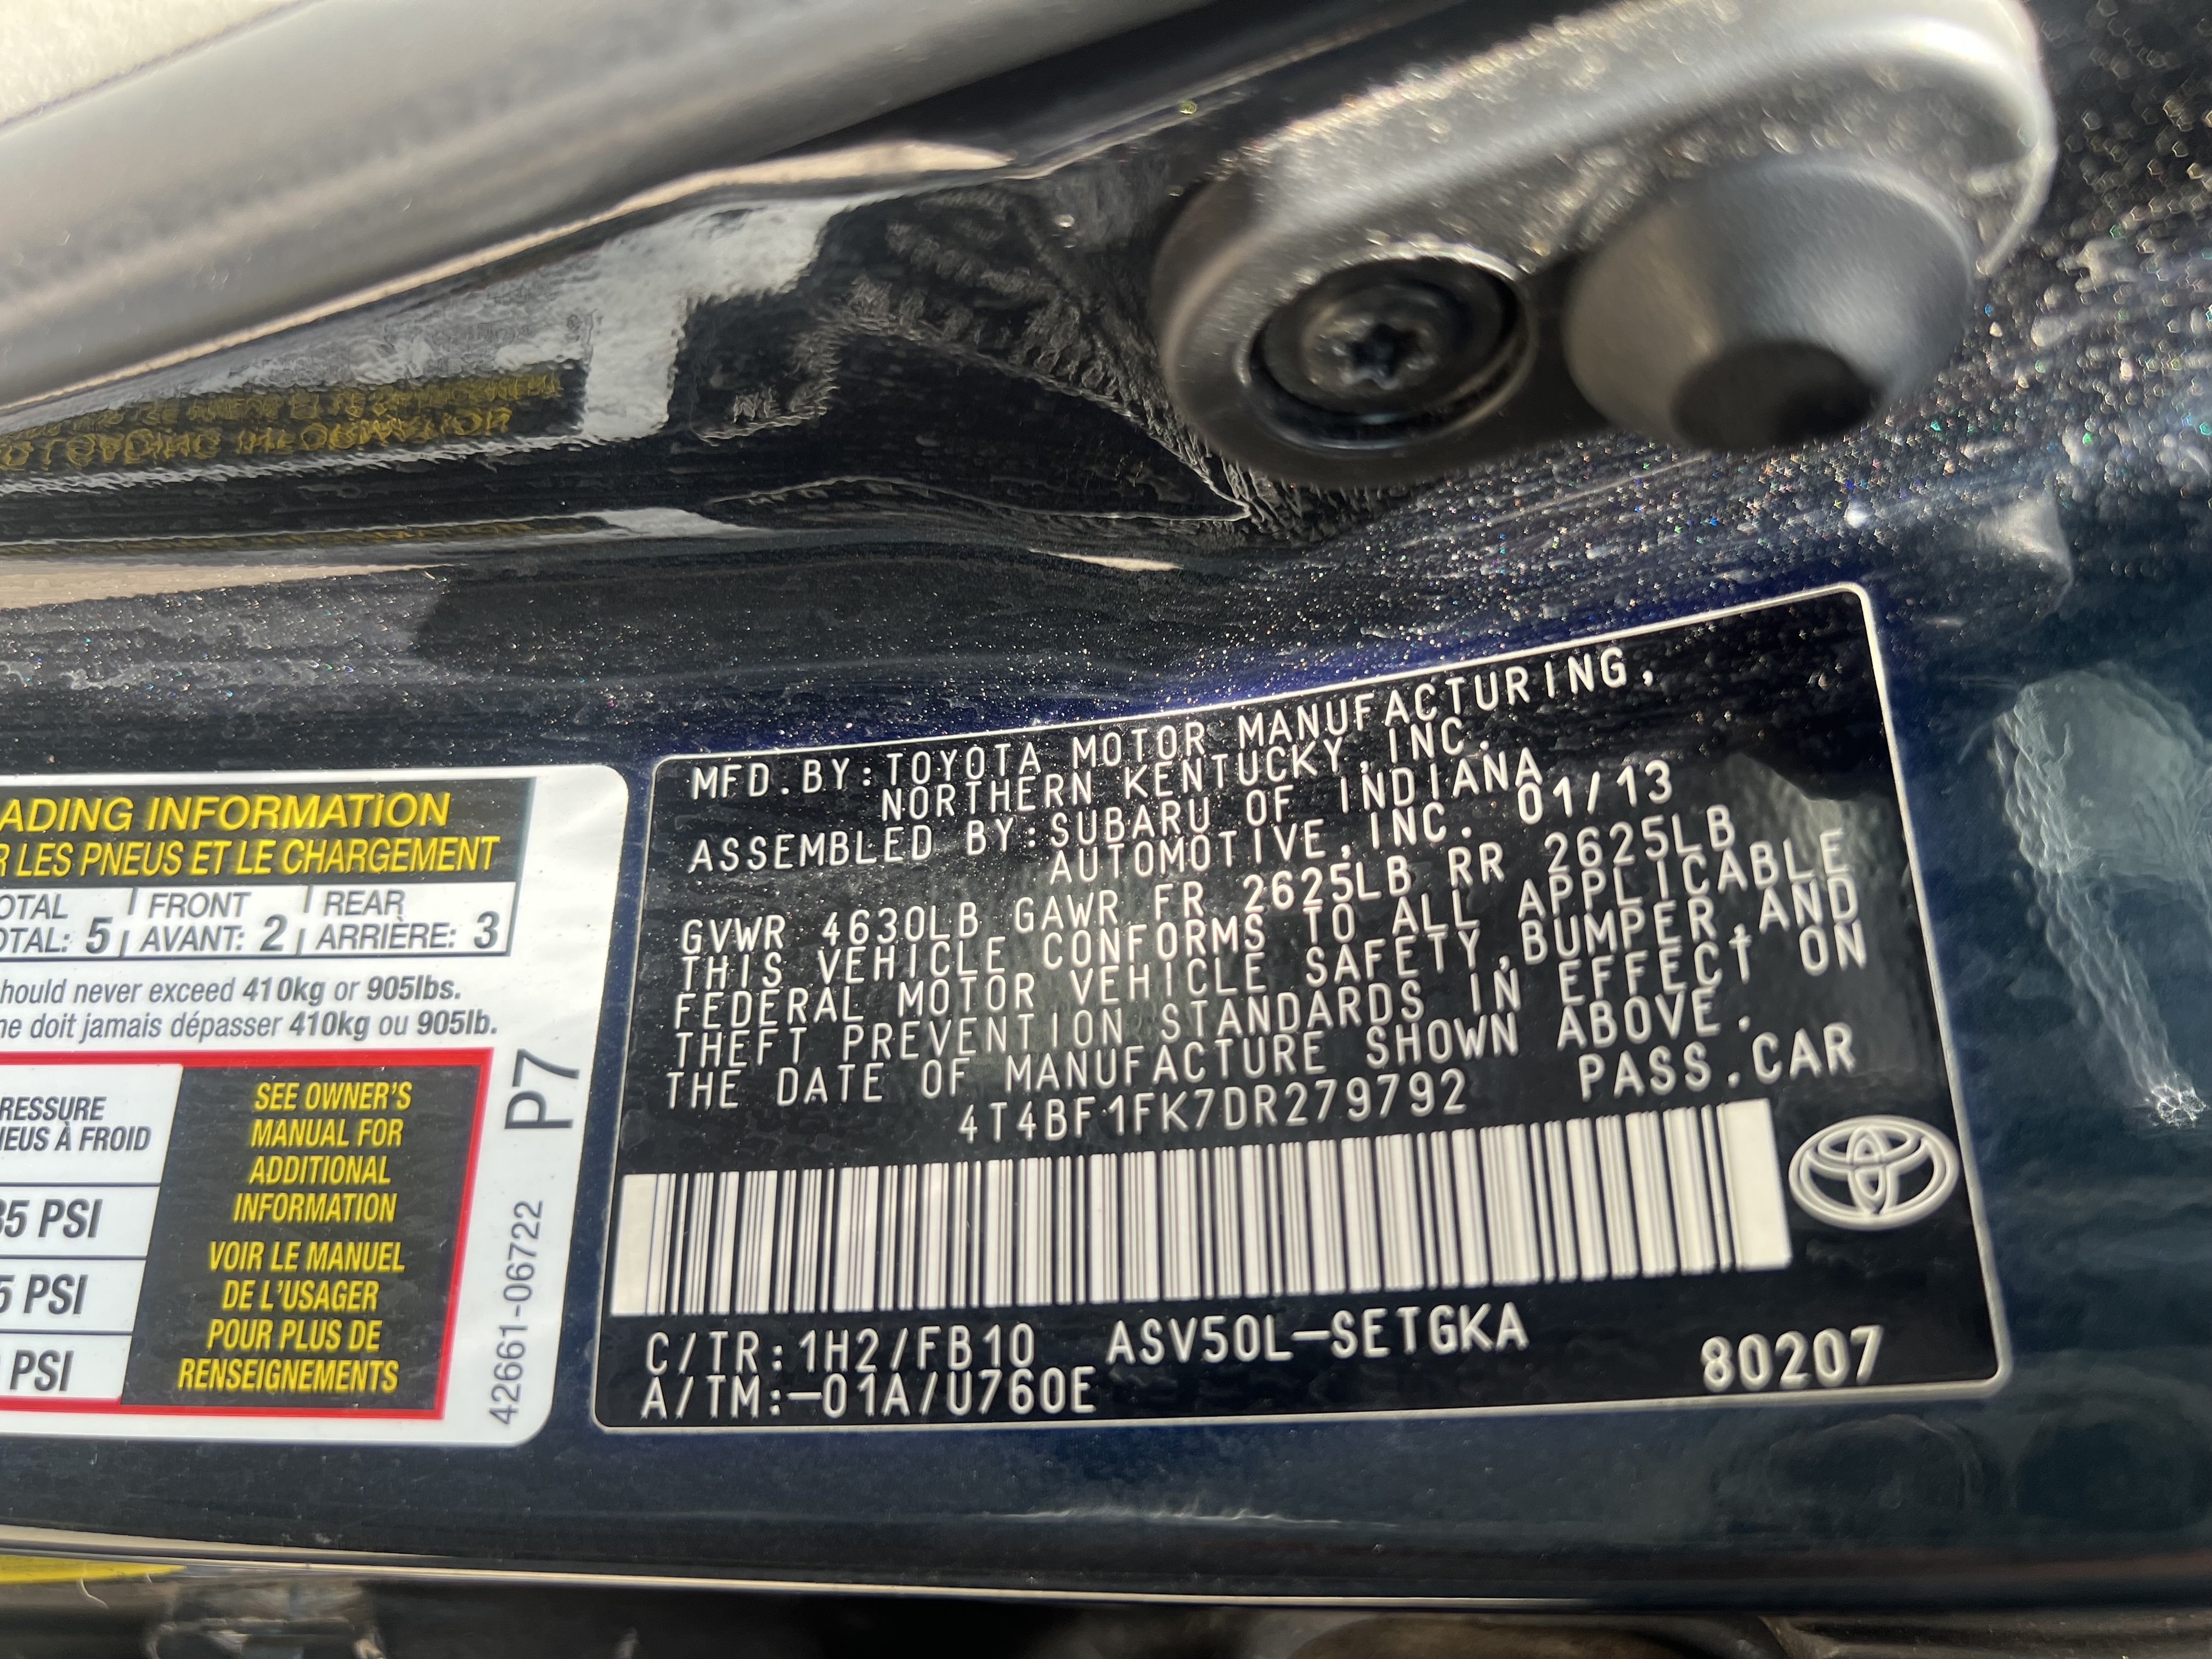 ADING INFORMATION
R LES PNEUS ET LE CHARGEMENT
OTAL FRONT REAR
OTAL: 5 AVANT: 2 ARRIÈRE: 3
hould never exceed 410kg or 905lbs.
ne doit jamais dépasser 410kg ou 905lb.
RESSURE
NEUS À FROID
35 PSI
5 PSI
PSI
SEE OWNER'S
MANUAL FOR
ADDITIONAL
INFORMATION
VOIR LE MANUEL
DE L'USAGER
POUR PLUS DE
RENSEIGNEMENTS
P7
42661-06722
MFD.BY:TOYOTA MOTOR MANUFACTURING,
NORTHERN KENTUCKY,INC.
ASSEMBLED BY:SUBARU OF INDIANA
AUTOMOTIVE,INC. 01/13
GVWR 4630LB GAWR FR 2625LB RR 2625LB
THIS VEHICLE CONFORMS TO ALL APPLICABLE
FEDERAL MOTOR VEHICLE SAFETY,BUMPER,AND
THEFT PREVENTION STANDARDS IN EFFECT ON
THE DATE OF MANUFACTURE SHOWN ABOVE.
4T4BF1FK7DR279792 PASS.CAR
C/TR:1H2/FB10 ASV50L-SETGKA
A/TM:-01A/U760E 80207